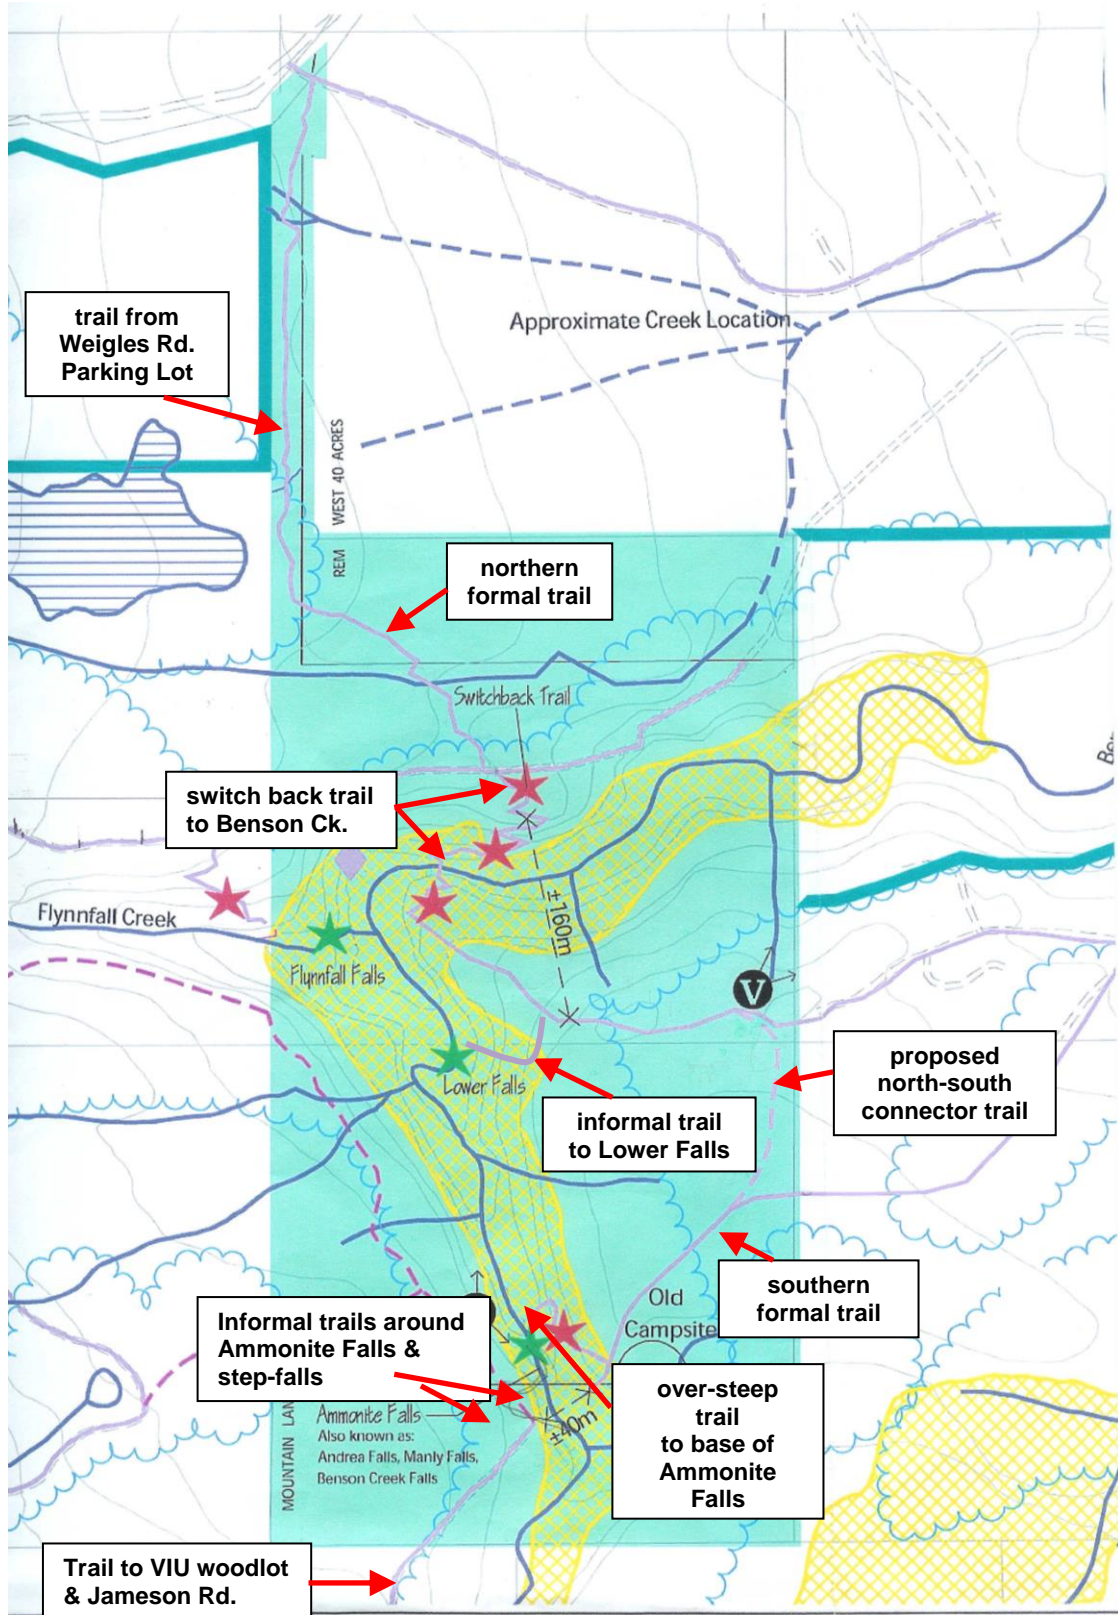 Approximate Creek Location
trail from
Weigles Rd.
Parking Lot
REM WEST 40 ACRES
northern
formal trail
Switchback Trail
switch back trail
to Benson Ck.
±160m
Flynnfall Creek
Flynnfall Falls
V
Lower Falls
proposed
north-south
connector trail
informal trail
to Lower Falls
southern
formal trail
Old
Campsite
Informal trails around
Ammonite Falls &
step-falls
over-steep
trail
to base of
Ammonite
Falls
±40m
Ammonite Falls
Also known as:
Andrea Falls, Manly Falls,
Benson Creek Falls
MOUNTAIN
Trail to VIU woodlot
& Jameson Rd.